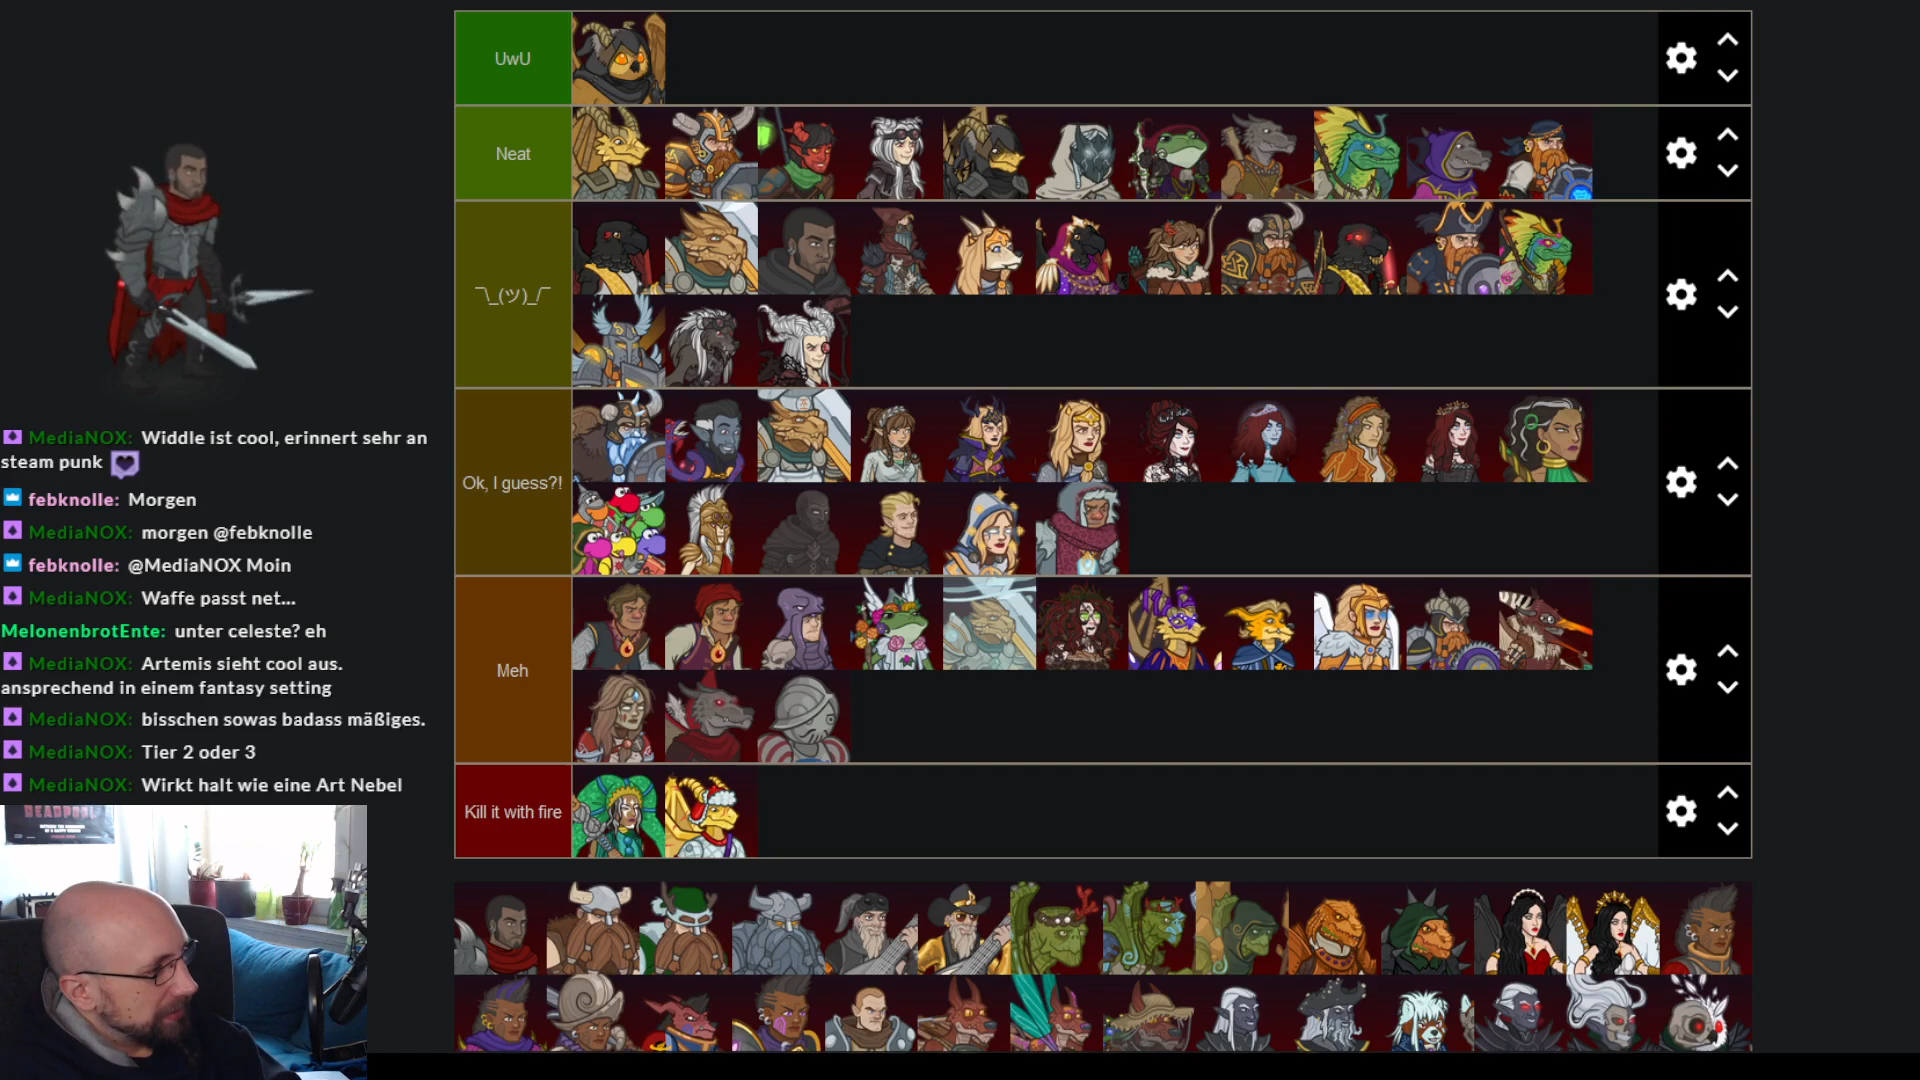 UwU
Neat
¯\_(ツ)_/¯
Ok, I guess?!
Meh
Kill it with fire
MediaNOX: Widdle ist cool, erinnert sehr an
steam punk
febknolle: Morgen
MediaNOX: morgen @febknolle
febknolle: @MediaNOX Moin
MediaNOX: Waffe passt net...
MelonenbrotEnte: unter celeste? eh
MediaNOX: Artemis sieht cool aus.
ansprechend in einem fantasy setting
MediaNOX: bisschen sowas badass mäßiges.
MediaNOX: Tier 2 oder 3
MediaNOX: Wirkt halt wie eine Art Nebel
DEADPOOL